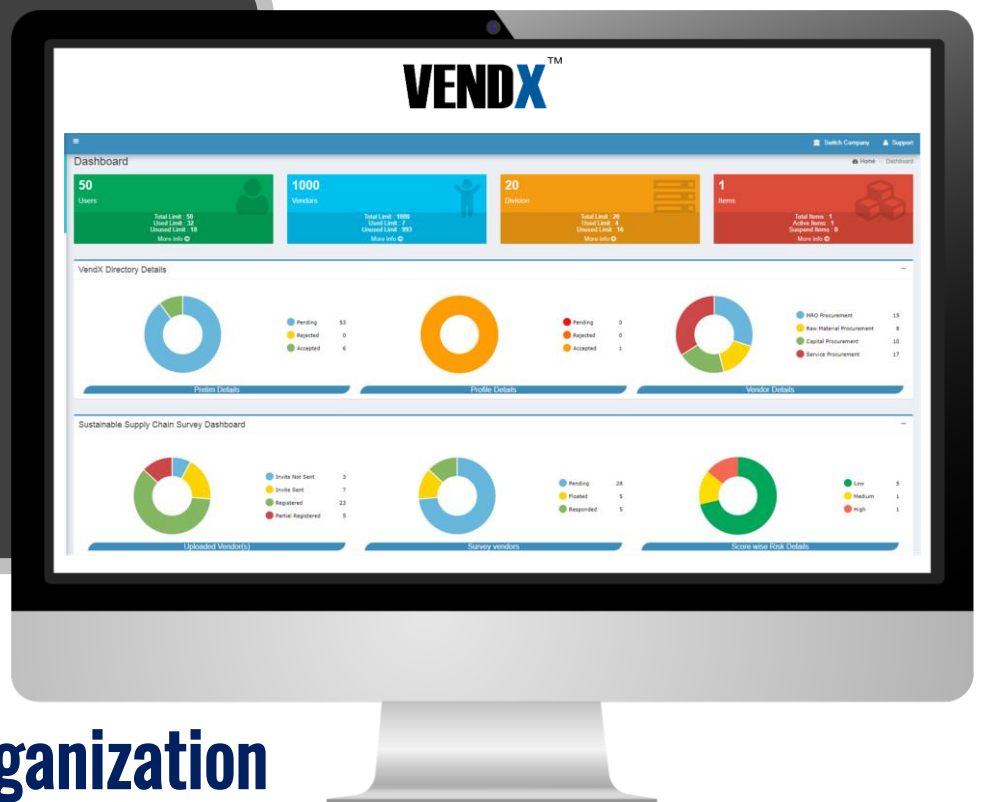 VENDX™
Switch Company Support
Dashboard
Home Dashboard
50
Users
Total Limit : 50
Used Limit : 32
Unused Limit : 18
More info
1000
Vendors
Total Limit : 1000
Used Limit : 7
Unused Limit : 993
More info
20
Division
Total Limit : 20
Used Limit : 4
Unused Limit : 16
More info
1
Items
Total Items : 1
Active Items : 1
Suspend Items : 0
More info
VendX Directory Details
Pending 53
Rejected 0
Accepted 6
Prelim Details
Pending 0
Rejected 0
Accepted 1
Profile Details
MRO Procurement 15
Raw Material Procurement 8
Capital Procurement 10
Service Procurement 17
Vendor Details
Sustainable Supply Chain Survey Dashboard
Invite Not Sent 3
Invite Sent 7
Registered 23
Partial Registered 5
Uploaded Vendor(s)
Pending 28
Floated 5
Responded 5
Survey vendors
Low 5
Medium 1
High 1
Score wise Risk Details
ganization